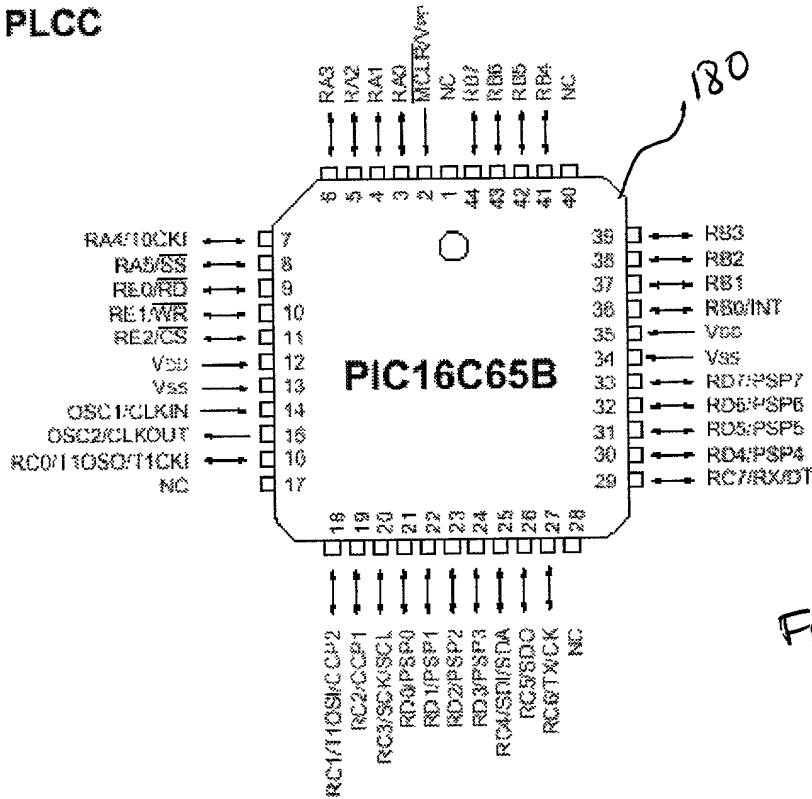 PLCC
180
RA3
RA2
RA1
RA0
MCLR/VPP
NC
RB7
RB6
RB5
RB4
NC
6
5
4
3
2
1
44
43
42
41
40
RA4/T0CKI
7
RA5/SS
8
RE0/RD
9
RE1/WR
10
RE2/CS
11
VDD
12
VSS
13
OSC1/CLKIN
14
OSC2/CLKOUT
15
RC0/T1OSO/T1CKI
16
NC
17
PIC16C65B
39
RB3
38
RB2
37
RB1
36
RB0/INT
35
VDD
34
VSS
33
RD7/PSP7
32
RD6/PSP6
31
RD5/PSP5
30
RD4/PSP4
29
RC7/RX/DT
18
19
20
21
22
23
24
25
26
27
28
RC1/T1OSI/CCP2
RC2/CCP1
RC3/SCK/SCL
RD0/PSP0
RD1/PSP1
RD2/PSP2
RD3/PSP3
RC4/SDI/SDA
RC5/SDO
RC6/TX/CK
NC